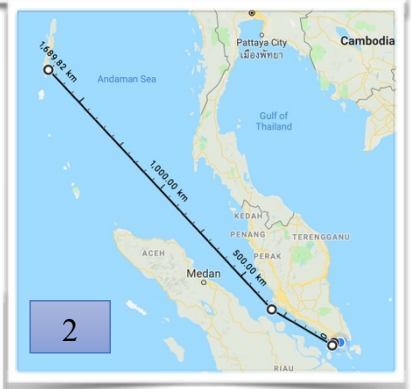 1,689.82 km
Pattaya City
เมืองพัทยา
Cambodia
Andaman Sea
Gulf of
Thailand
1,000.00 km
KEDAH
PENANG
TERENGGANU
500.00 km
PERAK
ACEH
Medan
0
RIAU
2